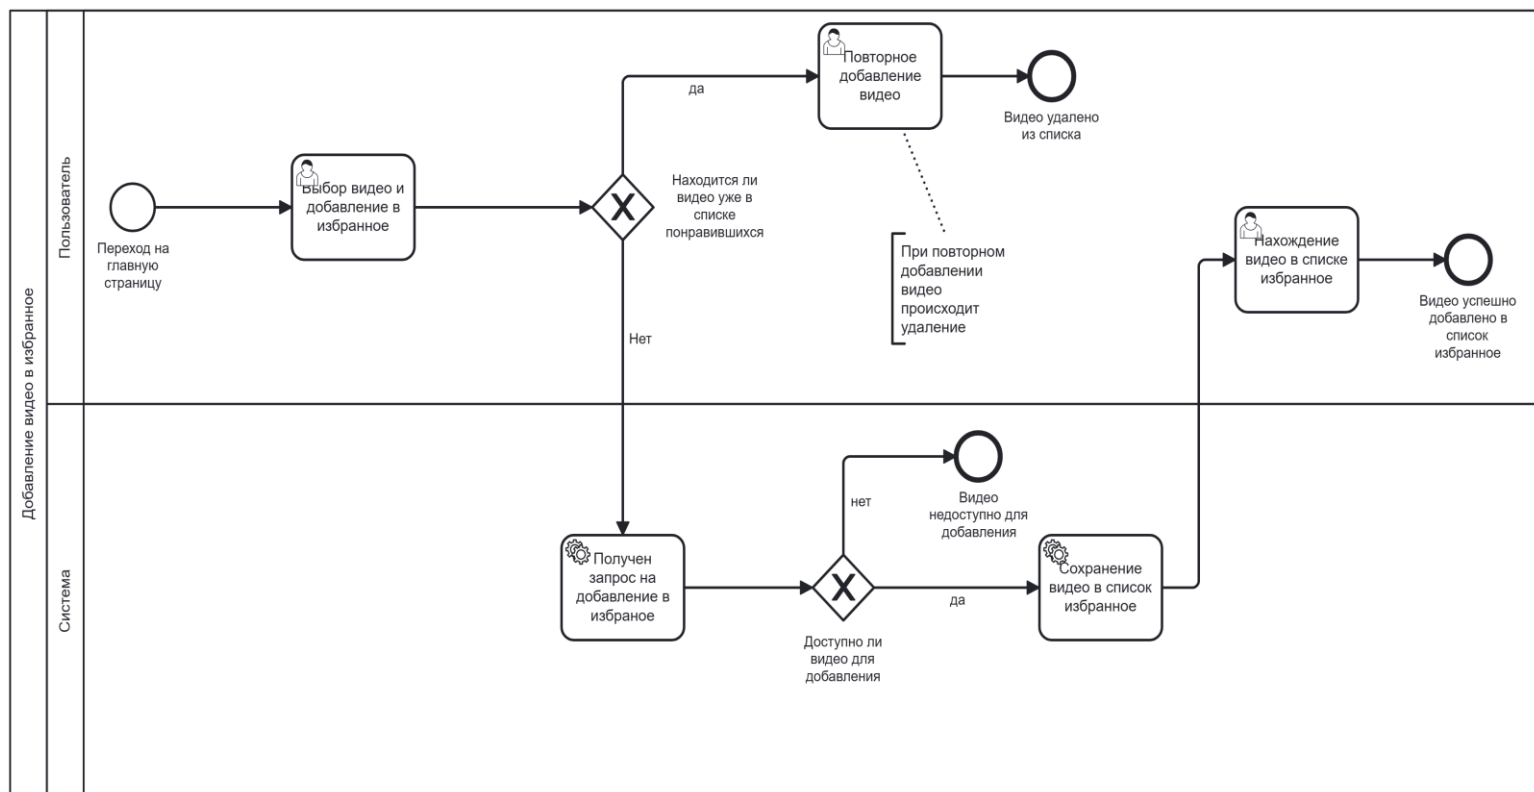 Добавление видео в избранное
Пользователь
Переход на
главную
страницу
Выбор видео и
добавление в
избранное
Находится ли
видео уже в
списке
понравившихся
да
Повторное
добавление
видео
Видео удалено
из списка
При повторном
добавлении
видео
происходит
удаление
Нет
Нахождение
видео в списке
избранное
Видео успешно
добавлено в
список
избранное
Система
Получен
запрос на
добавление в
избраное
Доступно ли
видео для
добавления
нет
Видео
недоступно для
добавления
да
Сохранение
видео в список
избранное